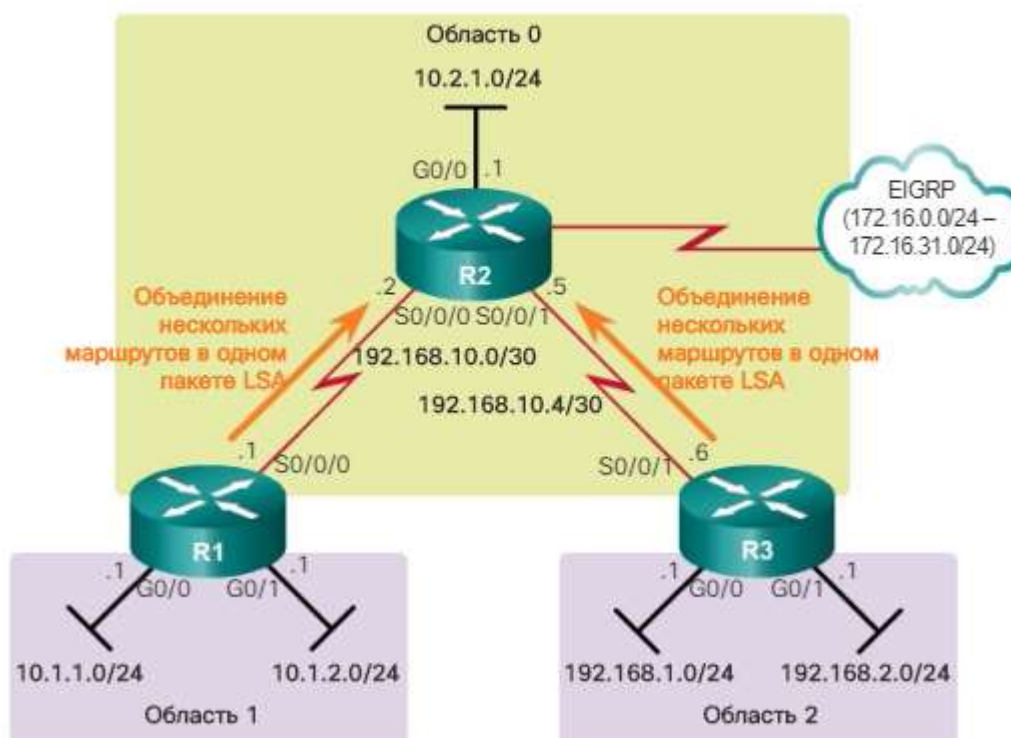 Область 0
10.2.1.0/24
G0/0
.1
EIGRP
(172.16.0.0/24 –
172.16.31.0/24)
R2
.2
.5
S0/0/0
S0/0/1
Объединение
нескольких
маршрутов в одном
пакете LSA
Объединение
нескольких
маршрутов в одном
пакете LSA
192.168.10.0/30
192.168.10.4/30
.1
S0/0/0
S0/0/1
.6
R1
R3
.1
G0/0
G0/1
.1
.1
G0/0
G0/1
.1
10.1.1.0/24
10.1.2.0/24
192.168.1.0/24
192.168.2.0/24
Область 1
Область 2